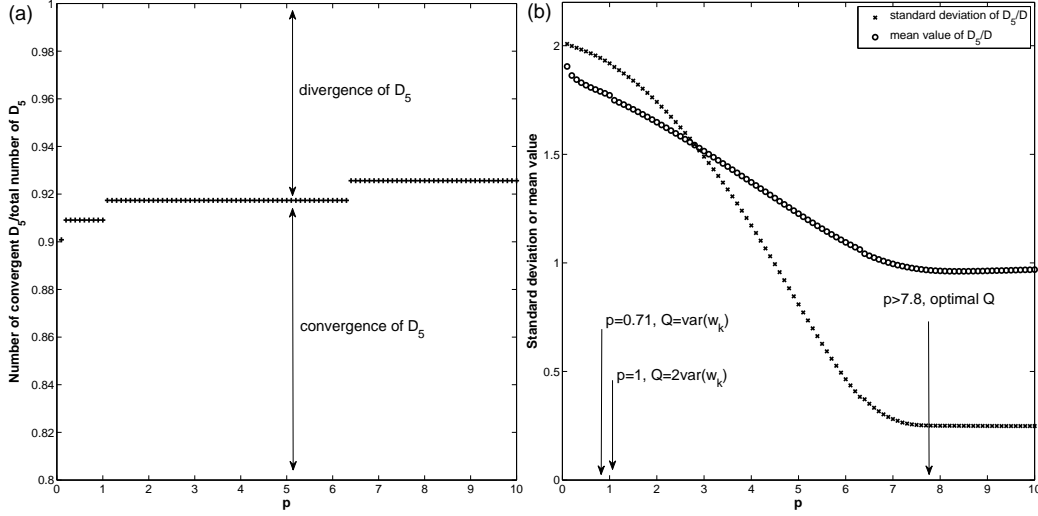 (a)
Number of convergent D5/total number of D5
1
0.98
0.96
0.94
0.92
0.9
0.88
0.86
0.84
0.82
0.8
divergence of D5
convergence of D5
0 1 2 3 4 5 6 7 8 9 10
p
(b)
Standard deviation or mean value
standard deviation of D5/D
mean value of D5/D
2
1.5
1
0.5
0
p=0.71, Q=var(wk)
p=1, Q=2var(wk)
p>7.8, optimal Q
0 1 2 3 4 5 6 7 8 9 10
p